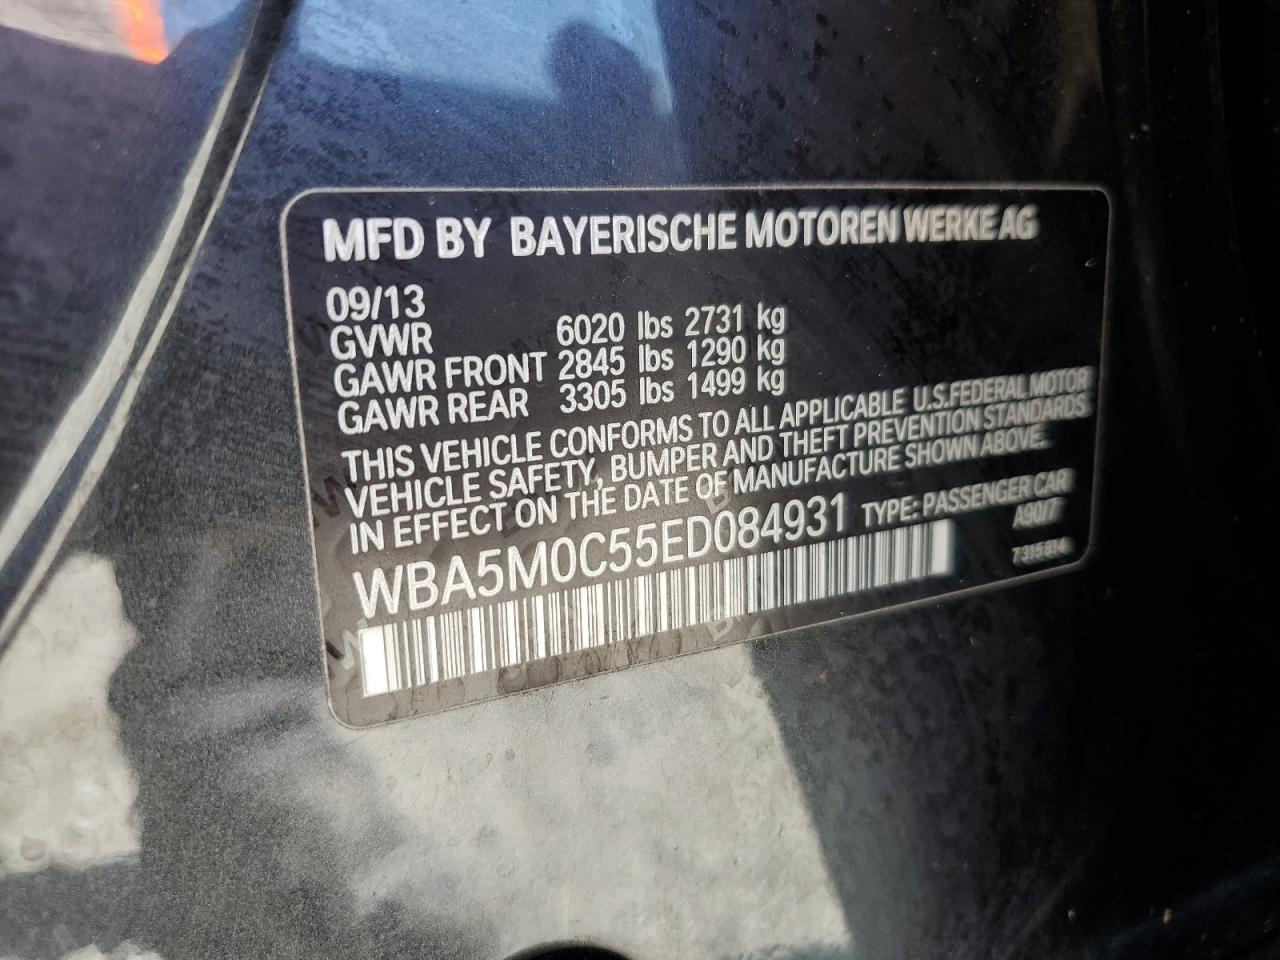 MFD BY BAYERISCHE MOTOREN WERKE AG
09/13
GVWR 6020 lbs 2731 kg
GAWR FRONT 2845 lbs 1290 kg
GAWR REAR 3305 lbs 1499 kg
THIS VEHICLE CONFORMS TO ALL APPLICABLE U.S.FEDERAL MOTOR
VEHICLE SAFETY, BUMPER AND THEFT PREVENTION STANDARDS
IN EFFECT ON THE DATE OF MANUFACTURE SHOWN ABOVE.
WBA5M0C55ED084931 TYPE: PASSENGER CAR
A90/7
7315814